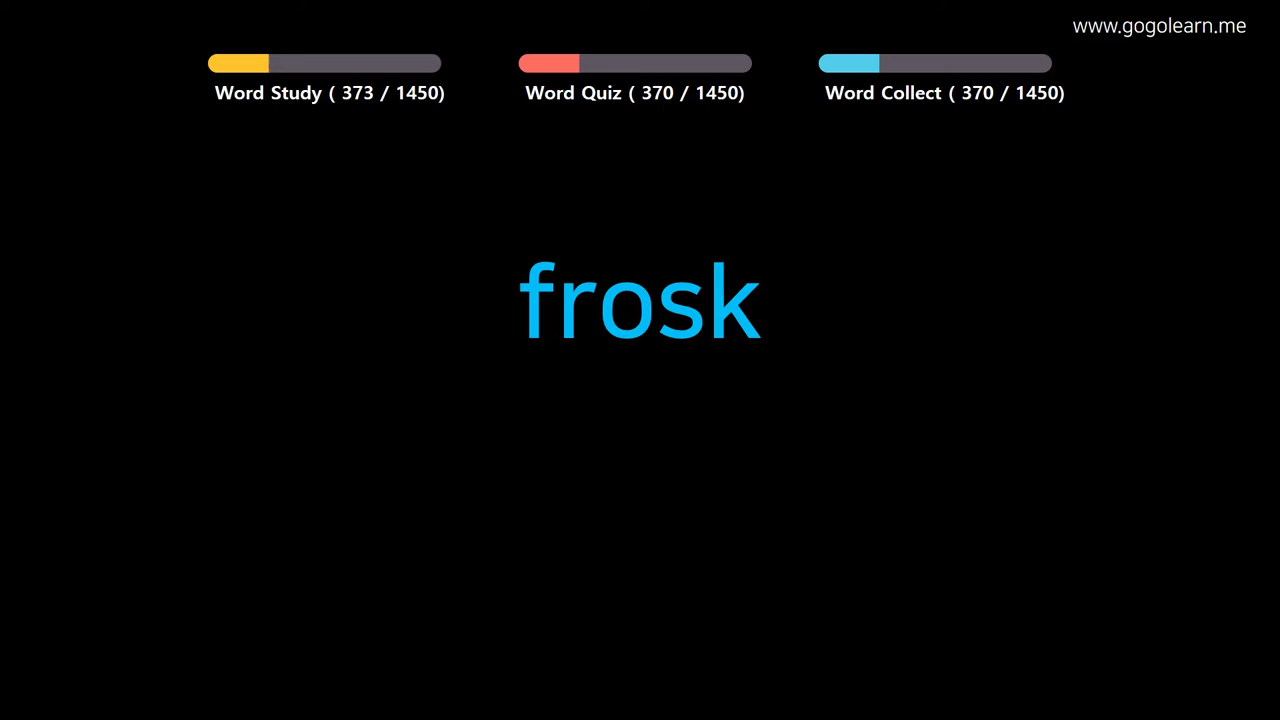 www.gogolearn.me
Word Study ( 373 / 1450)
Word Quiz ( 370 / 1450)
Word Collect ( 370 / 1450)
frosk